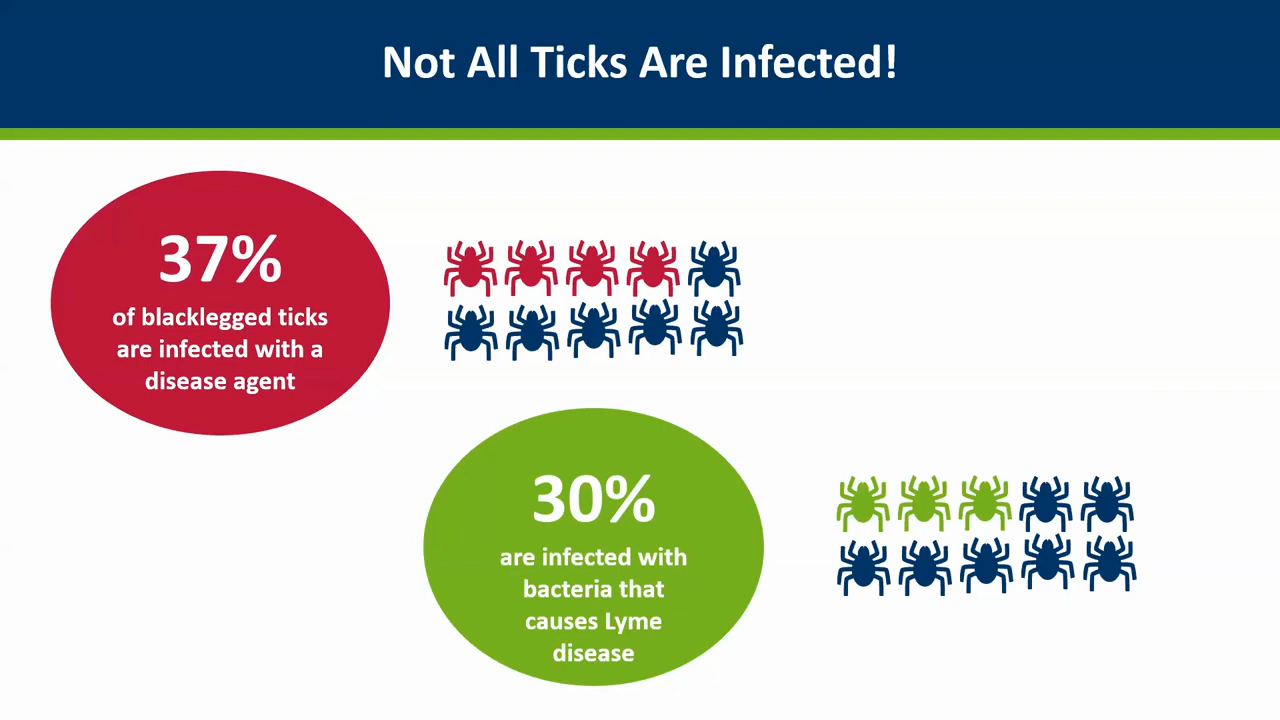 Not All Ticks Are Infected!
37%
of blacklegged ticks
are infected with a
disease agent
30%
are infected with
bacteria that
causes Lyme
disease